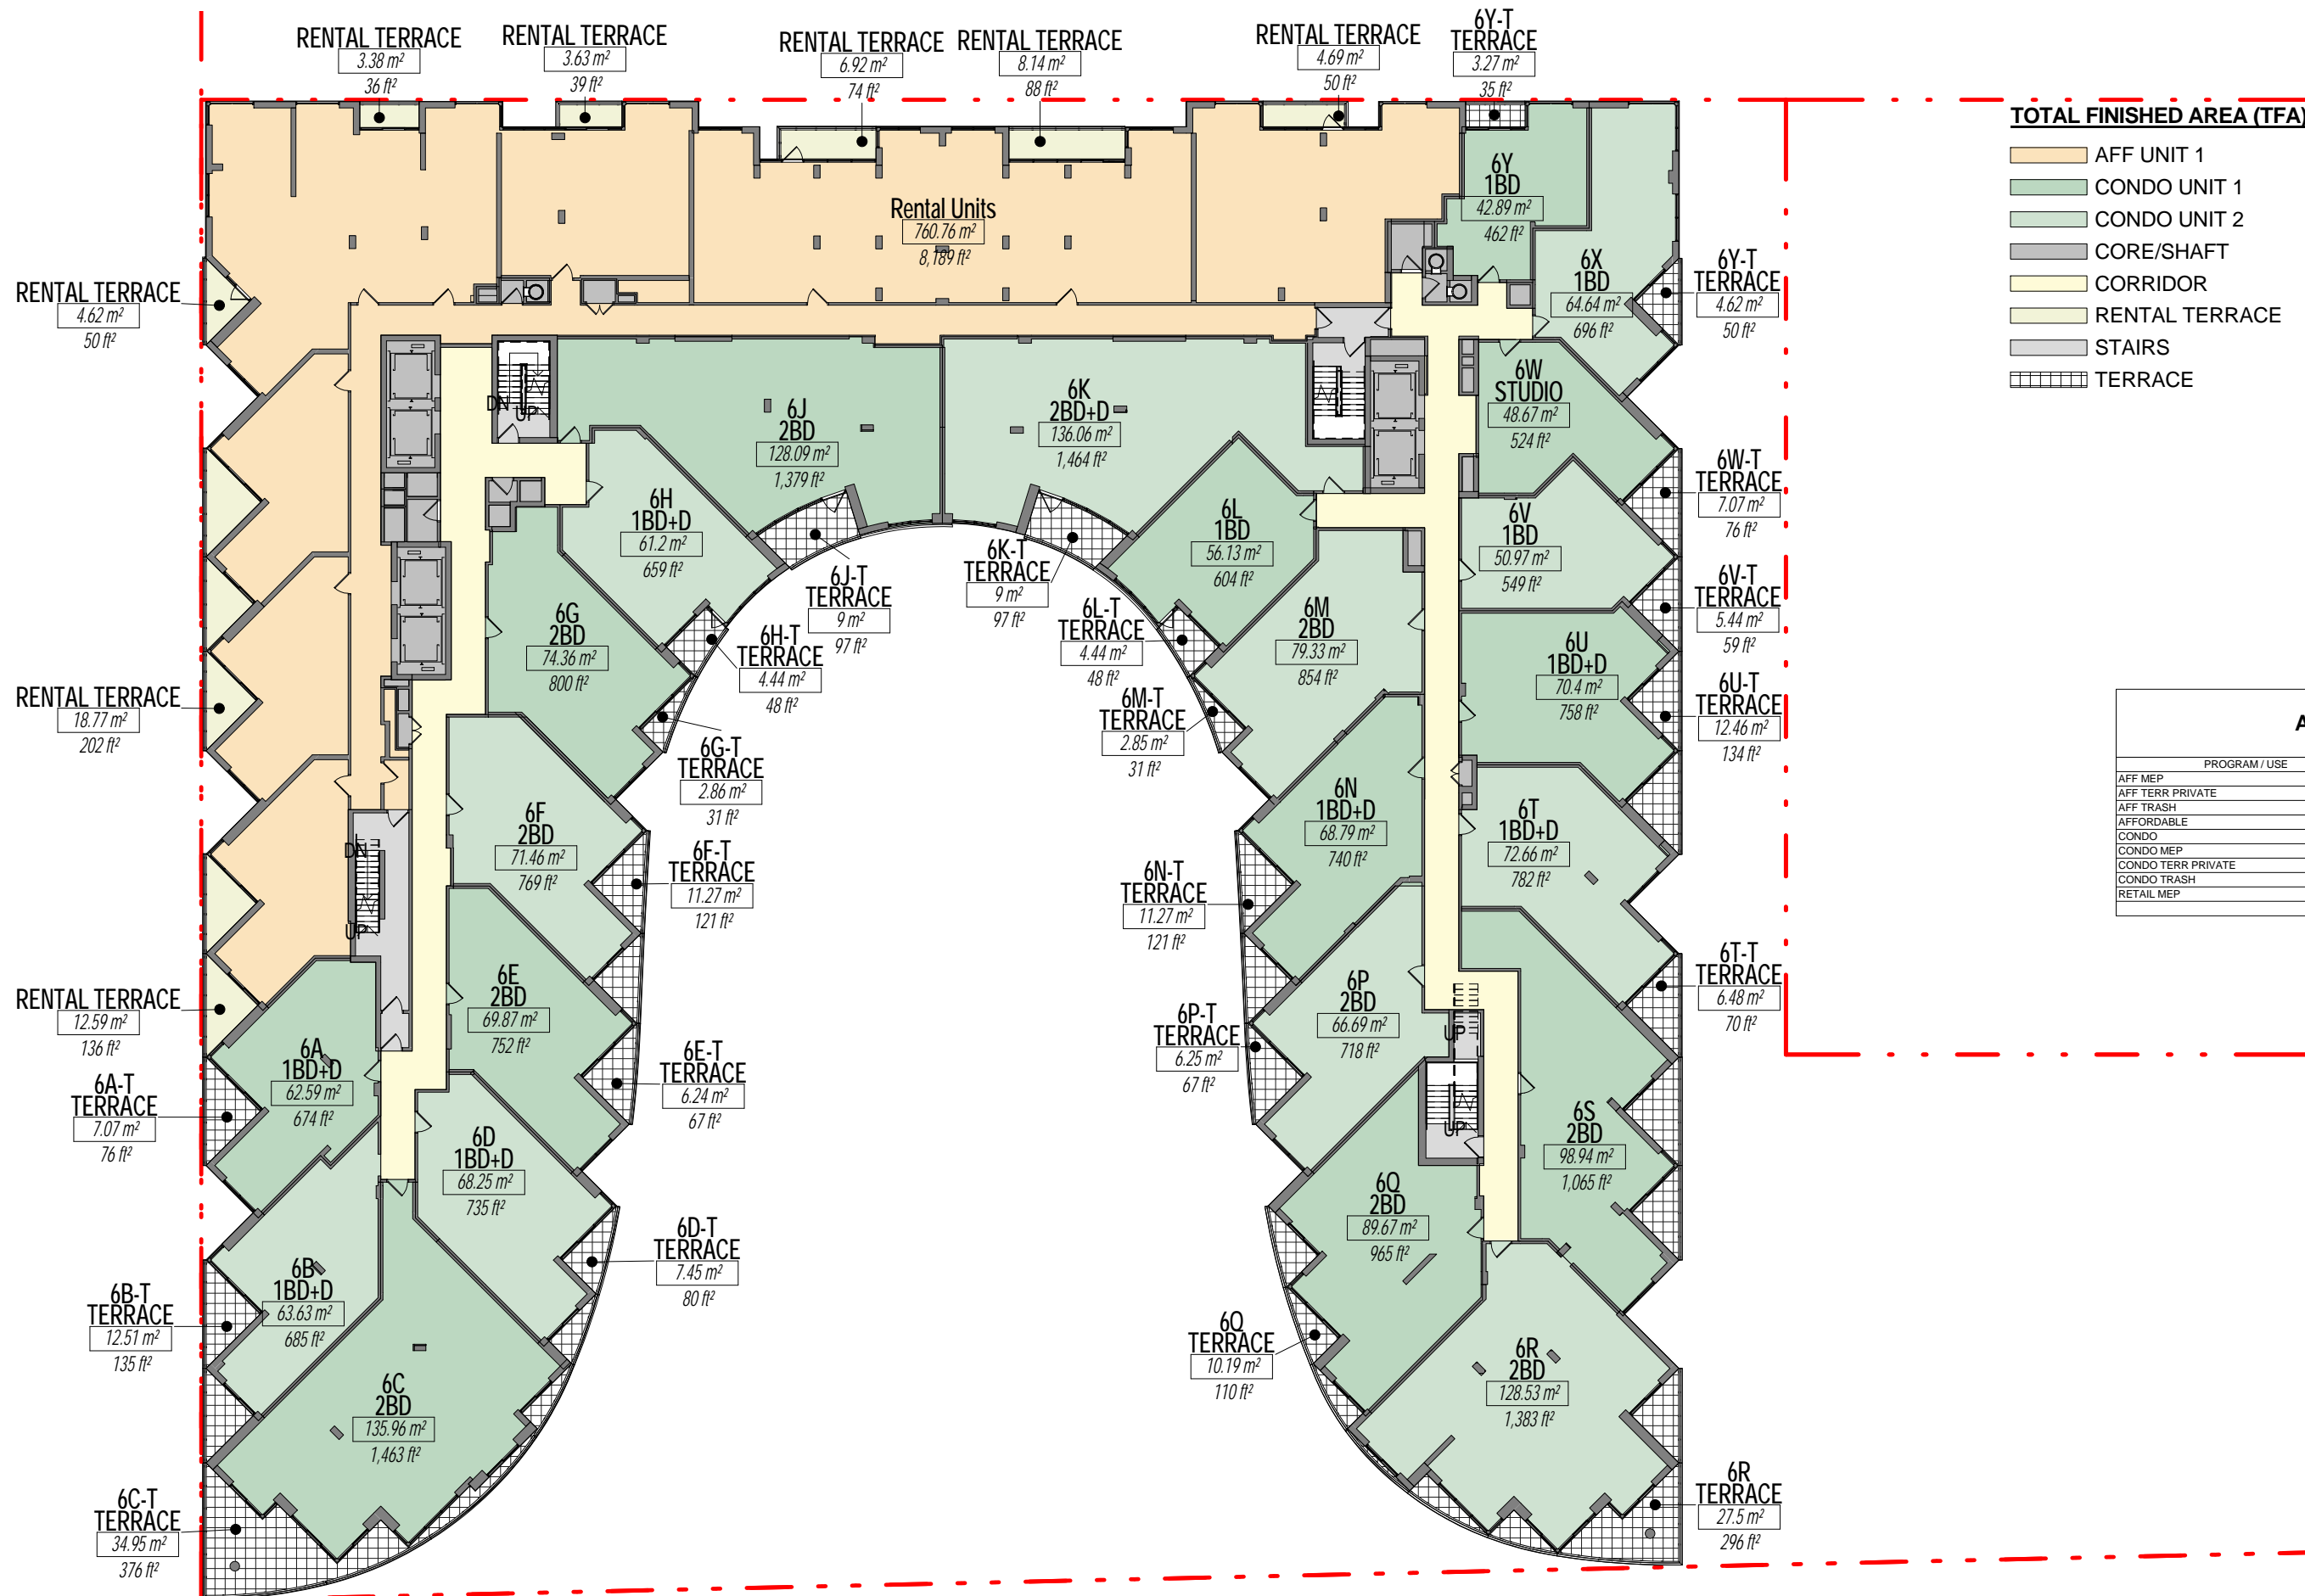 RENTAL TERRACE
3.38 m²
36 ft²
RENTAL TERRACE
3.63 m²
39 ft²
RENTAL TERRACE
6.92 m²
74 ft²
RENTAL TERRACE
8.14 m²
88 ft²
RENTAL TERRACE
4.69 m²
50 ft²
6Y-T
TERRACE
3.27 m²
35 ft²
TOTAL FINISHED AREA (TFA)
AFF UNIT 1
CONDO UNIT 1
CONDO UNIT 2
CORE/SHAFT
CORRIDOR
RENTAL TERRACE
STAIRS
TERRACE
Rental Units
760.76 m²
8,189 ft²
6Y
1BD
42.89 m²
462 ft²
6X
1BD
64.64 m²
696 ft²
6Y-T
TERRACE
4.62 m²
50 ft²
RENTAL TERRACE
4.62 m²
50 ft²
DN
UP
6J
2BD
128.09 m²
1,379 ft²
6K
2BD+D
136.06 m²
1,464 ft²
6W
STUDIO
48.67 m²
524 ft²
6W-T
TERRACE
7.07 m²
76 ft²
6H
1BD+D
61.2 m²
659 ft²
6L
1BD
56.13 m²
604 ft²
6V
1BD
50.97 m²
549 ft²
6V-T
TERRACE
5.44 m²
59 ft²
6J-T
TERRACE
9 m²
97 ft²
6K-T
TERRACE
9 m²
97 ft²
6G
2BD
74.36 m²
800 ft²
6H-T
TERRACE
4.44 m²
48 ft²
6L-T
TERRACE
4.44 m²
48 ft²
6M
2BD
79.33 m²
854 ft²
6U
1BD+D
70.4 m²
758 ft²
6U-T
TERRACE
12.46 m²
134 ft²
RENTAL TERRACE
18.77 m²
202 ft²
6G-T
TERRACE
2.86 m²
31 ft²
6M-T
TERRACE
2.85 m²
31 ft²
A
PROGRAM / USE
AFF MEP
AFF TERR PRIVATE
AFF TRASH
AFFORDABLE
CONDO
CONDO MEP
CONDO TERR PRIVATE
CONDO TRASH
RETAIL MEP
6F
2BD
71.46 m²
769 ft²
6N
1BD+D
68.79 m²
740 ft²
6T
1BD+D
72.66 m²
782 ft²
DN
UP
6F-T
TERRACE
11.27 m²
121 ft²
6N-T
TERRACE
11.27 m²
121 ft²
6E
2BD
69.87 m²
752 ft²
6P
2BD
66.69 m²
718 ft²
6T-T
TERRACE
6.48 m²
70 ft²
RENTAL TERRACE
12.59 m²
136 ft²
6A
1BD+D
62.59 m²
674 ft²
6A-T
TERRACE
7.07 m²
76 ft²
6E-T
TERRACE
6.24 m²
67 ft²
6P-T
TERRACE
6.25 m²
67 ft²
UP
UP
6D
1BD+D
68.25 m²
735 ft²
6S
2BD
98.94 m²
1,065 ft²
6Q
2BD
89.67 m²
965 ft²
6D-T
TERRACE
7.45 m²
80 ft²
6B
1BD+D
63.63 m²
685 ft²
6B-T
TERRACE
12.51 m²
135 ft²
6Q
TERRACE
10.19 m²
110 ft²
6C
2BD
135.96 m²
1,463 ft²
6R
2BD
128.53 m²
1,383 ft²
6C-T
TERRACE
34.95 m²
376 ft²
6R
TERRACE
27.5 m²
296 ft²